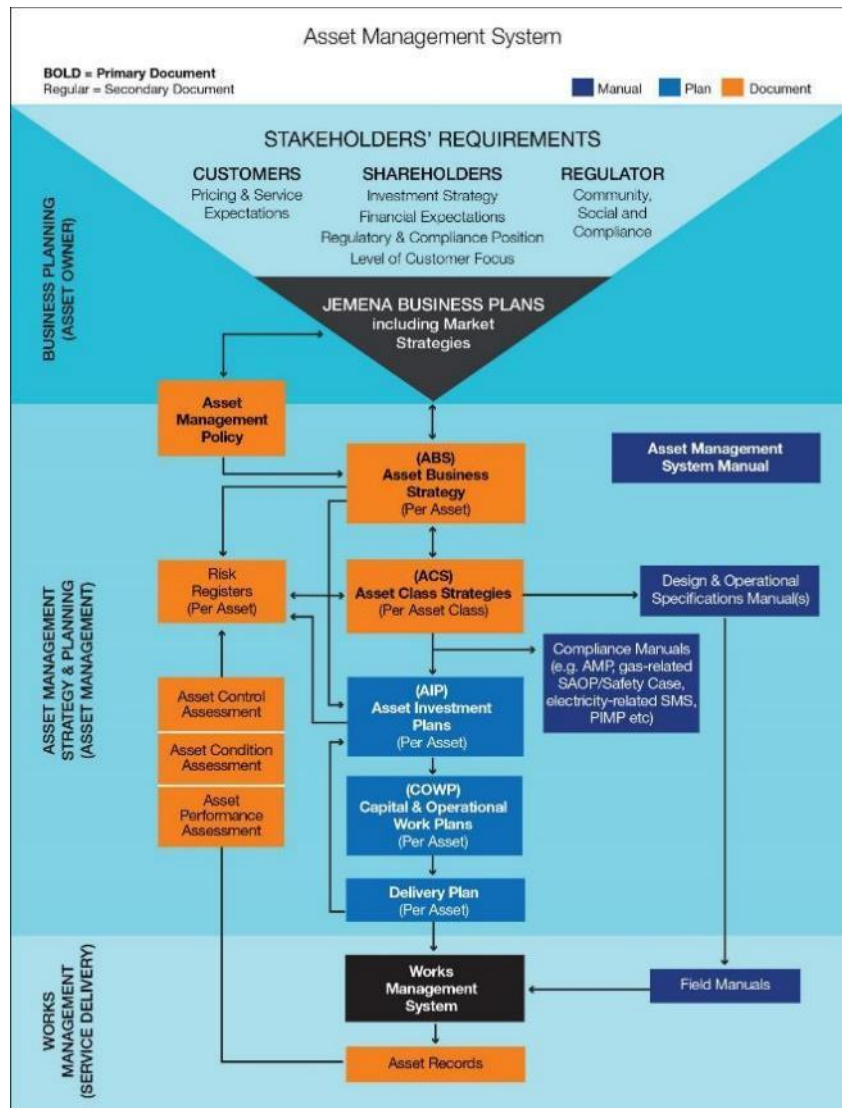 Asset Management System
BOLD = Primary Document
Regular = Secondary Document
Manual
Plan
Document
STAKEHOLDERS' REQUIREMENTS
CUSTOMERS
Pricing & Service
Expectations
SHAREHOLDERS
Investment Strategy
Financial Expectations
Regulatory & Compliance Position
Level of Customer Focus
REGULATOR
Community,
Social and
Compliance
BUSINESS PLANNING
(ASSET OWNER)
JEMENA BUSINESS PLANS
including Market
Strategies
Asset
Management
Policy
(ABS)
Asset Business
Strategy
(Per Asset)
Asset Management
System Manual
ASSET MANAGEMENT
STRATEGY & PLANNING
(ASSET MANAGEMENT)
Risk
Registers
(Per Asset)
(ACS)
Asset Class Strategies
(Per Asset Class)
Design & Operational
Specifications Manual(s)
Compliance Manuals
(e.g. AMP, gas-related
SAOP/Safety Case,
electricity-related SMS,
PIMP etc)
Asset Control
Assessment
Asset Condition
Assessment
Asset
Performance
Assessment
(AIP)
Asset Investment
Plans
(Per Asset)
(COWP)
Capital & Operational
Work Plans
(Per Asset)
Delivery Plan
(Per Asset)
WORKS
MANAGEMENT
(SERVICE DELIVERY)
Works
Management
System
Field Manuals
Asset Records